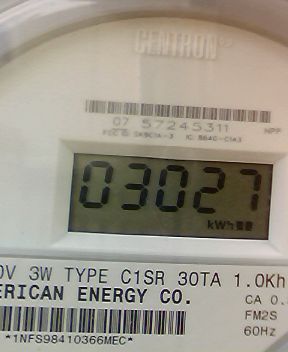 CENTRON
07 57245311
NPP
03027
kWh
0V 3W TYPE C1SR 30TA 1.0Kh
ERICAN ENERGY CO.
CA 0.
FM2S
60Hz
*1NFS98410366MEC*